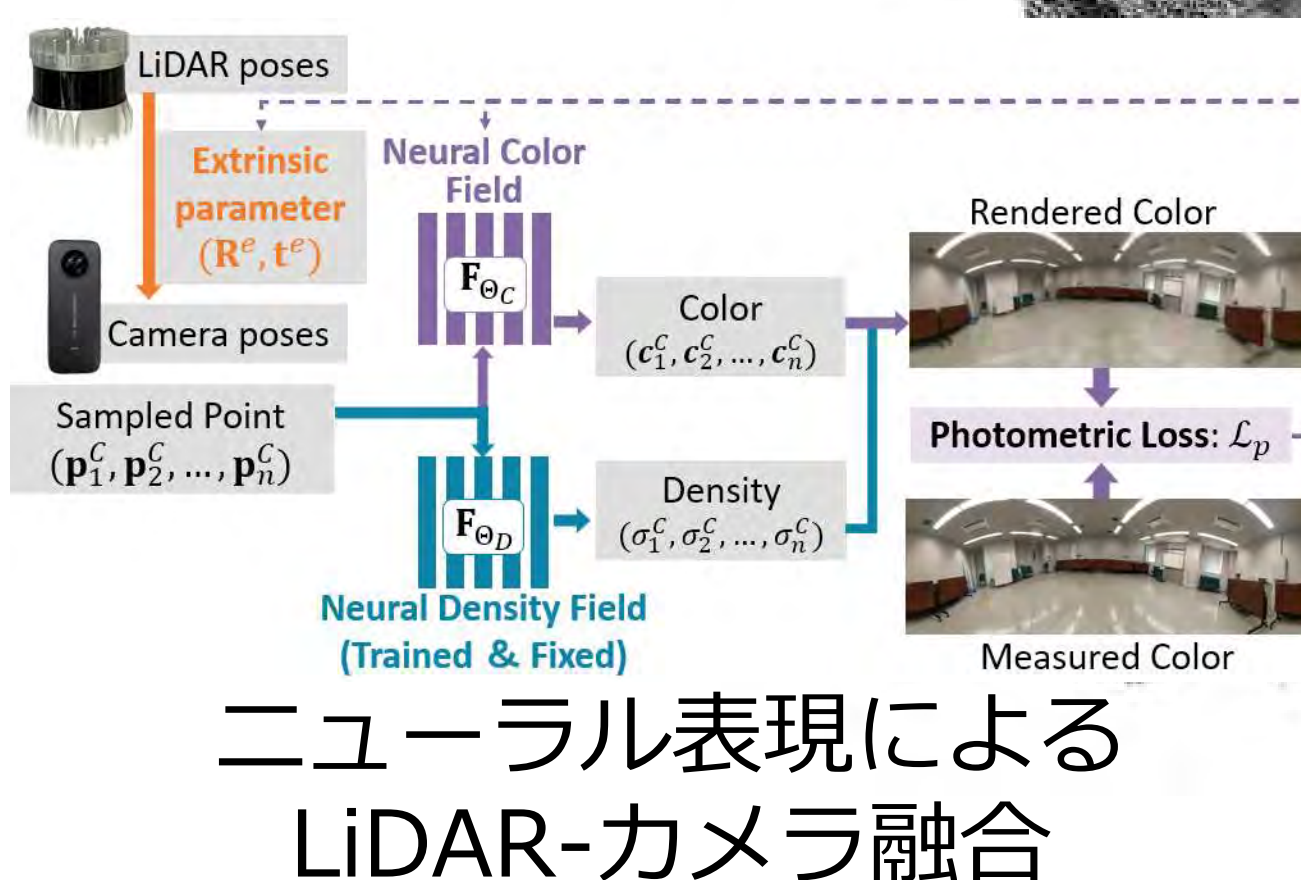 LiDAR poses
Extrinsic
parameter
(𝐑ᵉ, 𝐭ᵉ)
Camera poses
Neural Color
Field
F_Θ_C
Sampled Point
(p₁ᶜ, p₂ᶜ, …, pₙᶜ)
Color
(c₁ᶜ, c₂ᶜ, …, cₙᶜ)
F_Θ_D
Density
(σ₁ᶜ, σ₂ᶜ, …, σₙᶜ)
Neural Density Field
(Trained & Fixed)
Rendered Color
Photometric Loss: ℒₚ
Measured Color
ニューラル表現による
LiDAR-カメラ融合